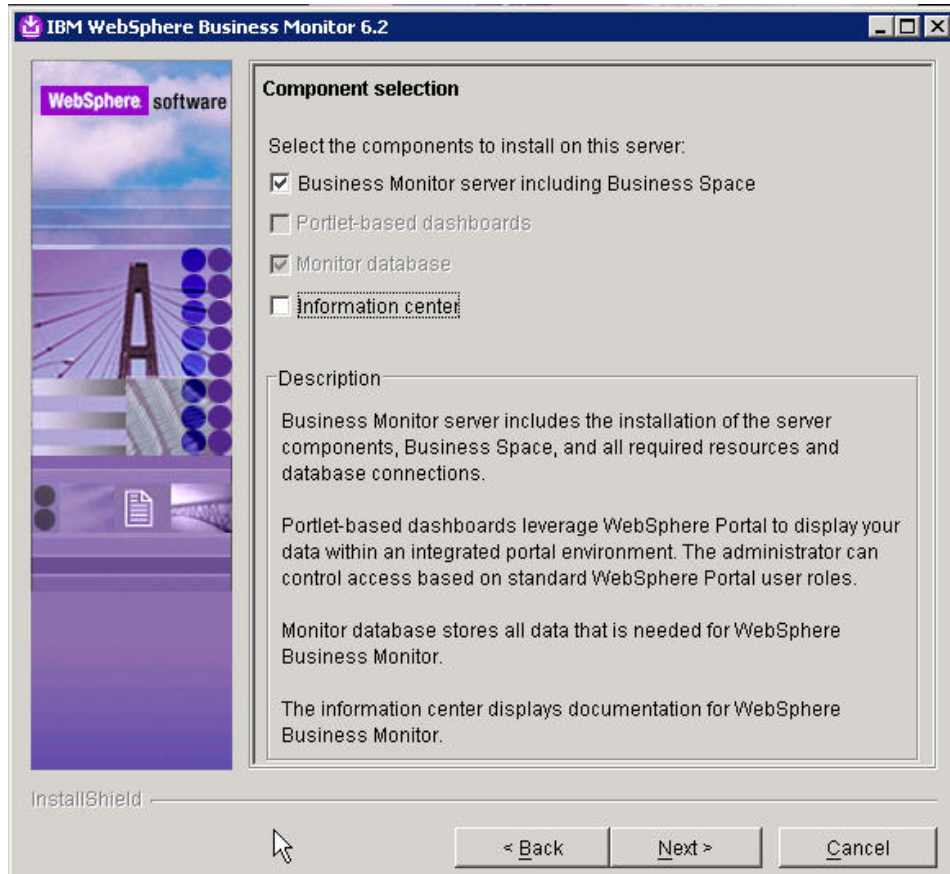 IBM WebSphere Business Monitor 6.2
WebSphere software
Component selection
Select the components to install on this server:
Business Monitor server including Business Space
Portlet-based dashboards
Monitor database
Information center
Description
Business Monitor server includes the installation of the server
components, Business Space, and all required resources and
database connections.
Portlet-based dashboards leverage WebSphere Portal to display your
data within an integrated portal environment. The administrator can
control access based on standard WebSphere Portal user roles.
Monitor database stores all data that is needed for WebSphere
Business Monitor.
The information center displays documentation for WebSphere
Business Monitor.
InstallShield
< Back
Next >
Cancel